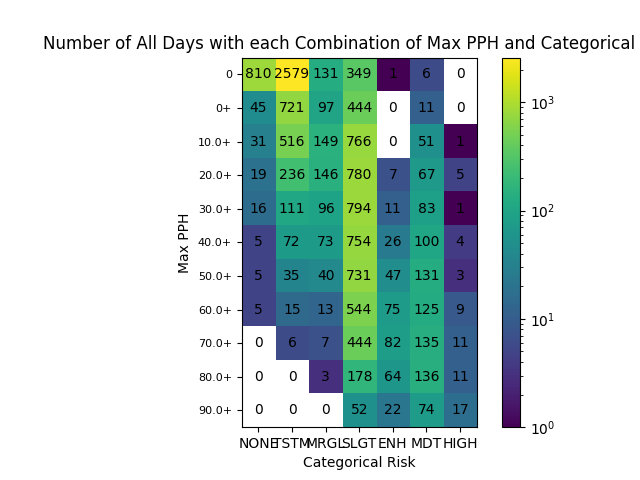 Number of All Days with each Combination of Max PPH and Categorical
0 810 2579 131 349 1 6 0
0+ 45 721 97 444 0 11 0
10.0+ 31 516 149 766 0 51 1
20.0+ 19 236 146 780 7 67 5
30.0+ 16 111 96 794 11 83 1
40.0+ 5 72 73 754 26 100 4
50.0+ 5 35 40 731 47 131 3
60.0+ 5 15 13 544 75 125 9
70.0+ 0 6 7 444 82 135 11
80.0+ 0 0 3 178 64 136 11
90.0+ 0 0 0 52 22 74 17
NONE TSTM MRGL SLGT ENH MDT HIGH
Categorical Risk
Max PPH
10³
10²
10¹
10⁰